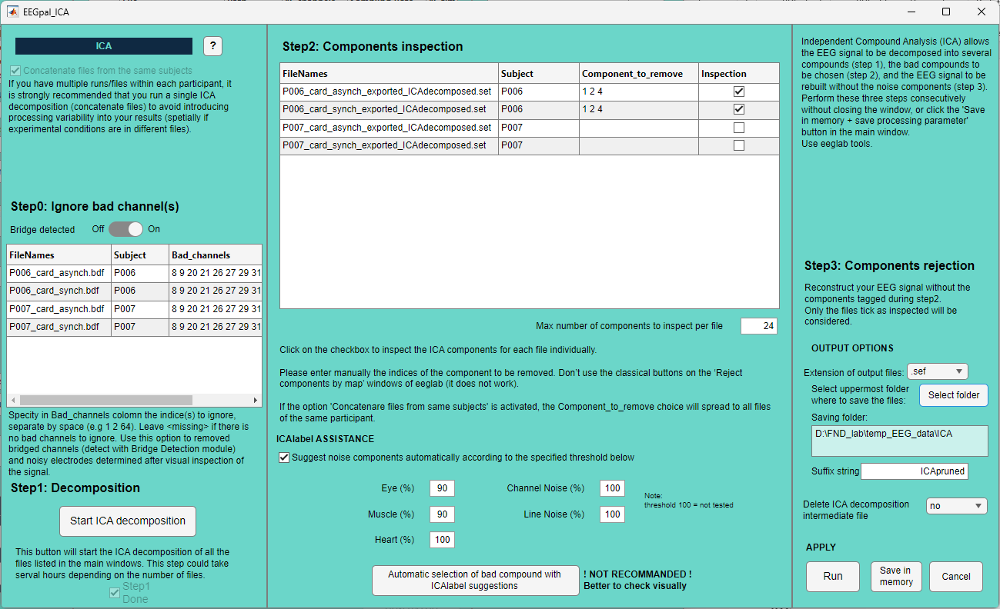 EEGpal_ICA
ICA
?
Concatenate files from the same subjects
If you have multiple runs/files within each participant, it
is strongly recommended that you run a single ICA
decomposition (concatenate files) to avoid introducing
processing variability into your results (spetially if
experimental conditions are in different files).
Step0: Ignore bad channel(s)
Bridge detected Off On
FileNames Subject Bad_channels
P006_card_asynch.bdf P006 8 9 20 21 26 27 29 31
P006_card_synch.bdf P006 8 9 20 21 26 27 29 31
P007_card_asynch.bdf P007 8 9 20 21 26 27 29 31
P007_card_synch.bdf P007 8 9 20 21 26 27 29 31
Specity in Bad_channels colomn the indice(s) to ignore,
separate by space (e.g 1 2 64). Leave <missing> if there is
no bad channels to ignore. Use this option to removed
bridged channels (detect with Bridge Detection module)
and noisy electrodes determined after visual inspection of
the signal.
Step1: Decomposition
Start ICA decomposition
This button will start the ICA decomposition of all the
files listed in the main windows. This step could take
serval hours depending on the number of files.
Step1
Done
Step2: Components inspection
FileNames Subject Component_to_remove Inspection
P006_card_asynch_exported_ICAdecomposed.set P006 1 2 4
P006_card_synch_exported_ICAdecomposed.set P006 1 2 4
P007_card_asynch_exported_ICAdecomposed.set P007
P007_card_synch_exported_ICAdecomposed.set P007
Max number of components to inspect per file 24
Click on the checkbox to inspect the ICA components for each file individually.
Please enter manually the indices of the component to be removed. Don't use the classical buttons on the ‘Reject
components by map’ windows of eeglab (it does not work).
If the option 'Concatenare files from same subjects' is activated, the Component_to_remove choice will spread to all files
of the same participant.
ICAlabel ASSISTANCE
Suggest noise components automatically according to the specified threshold below
Eye (%) 90 Channel Noise (%) 100
Muscle (%) 90 Line Noise (%) 100
Heart (%) 100
Note:
threshold 100 = not tested
Automatic selection of bad compound with
ICAlabel suggestions
! NOT RECOMMANDED !
Better to check visually
Independent Compound Analysis (ICA) allows
the EEG signal to be decomposed into several
compounds (step 1), the bad compounds to
be chosen (step 2), and the EEG signal to be
rebuilt without the noise components (step 3).
Perform these three steps consecutively
without closing the window, or click the 'Save
in memory + save processing parameter'
button in the main window.
Use eeglab tools.
Step3: Components rejection
Reconstruct your EEG signal without the
components tagged during step2.
Only the files tick as inspected will be
considered.
OUTPUT OPTIONS
Extension of output files: .sef
Select uppermost folder
where to save the files:
Select folder
Saving folder:
D:\FND_lab\temp_EEG_data\ICA
Suffix string ICApruned
Delete ICA decomposition
intermediate file
no
APPLY
Run
Save in
memory
Cancel